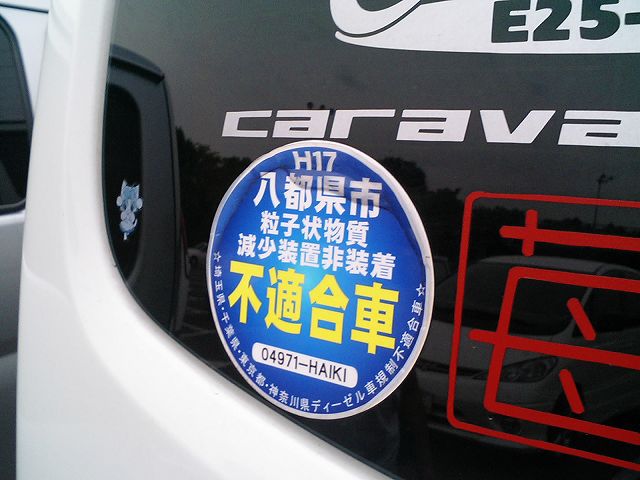 E25-
carava
H17
八都県市
粒子状物質
減少装置非装着
不適合車
04971-HAIKI
☆埼玉県・千葉県・東京都・神奈川県ディーゼル車規制不適合車☆